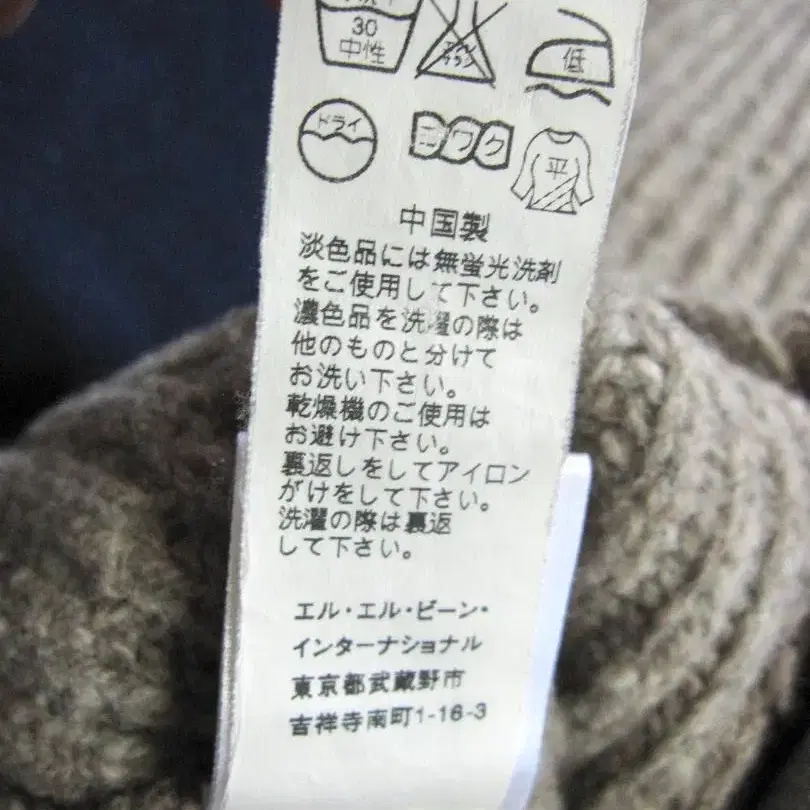 30
中性
低
ドライ
ヨワク
平
中国製
淡色品には無蛍光洗剤
をご使用して下さい。
濃色品を洗濯の際は
他のものと分けて
お洗い下さい。
乾燥機のご使用は
お避け下さい。
裏返しをしてアイロン
がけをして下さい。
洗濯の際は裏返
して下さい。
エル・エル・ビーン・
インターナショナル
東京都武蔵野市
吉祥寺南町1-16-3